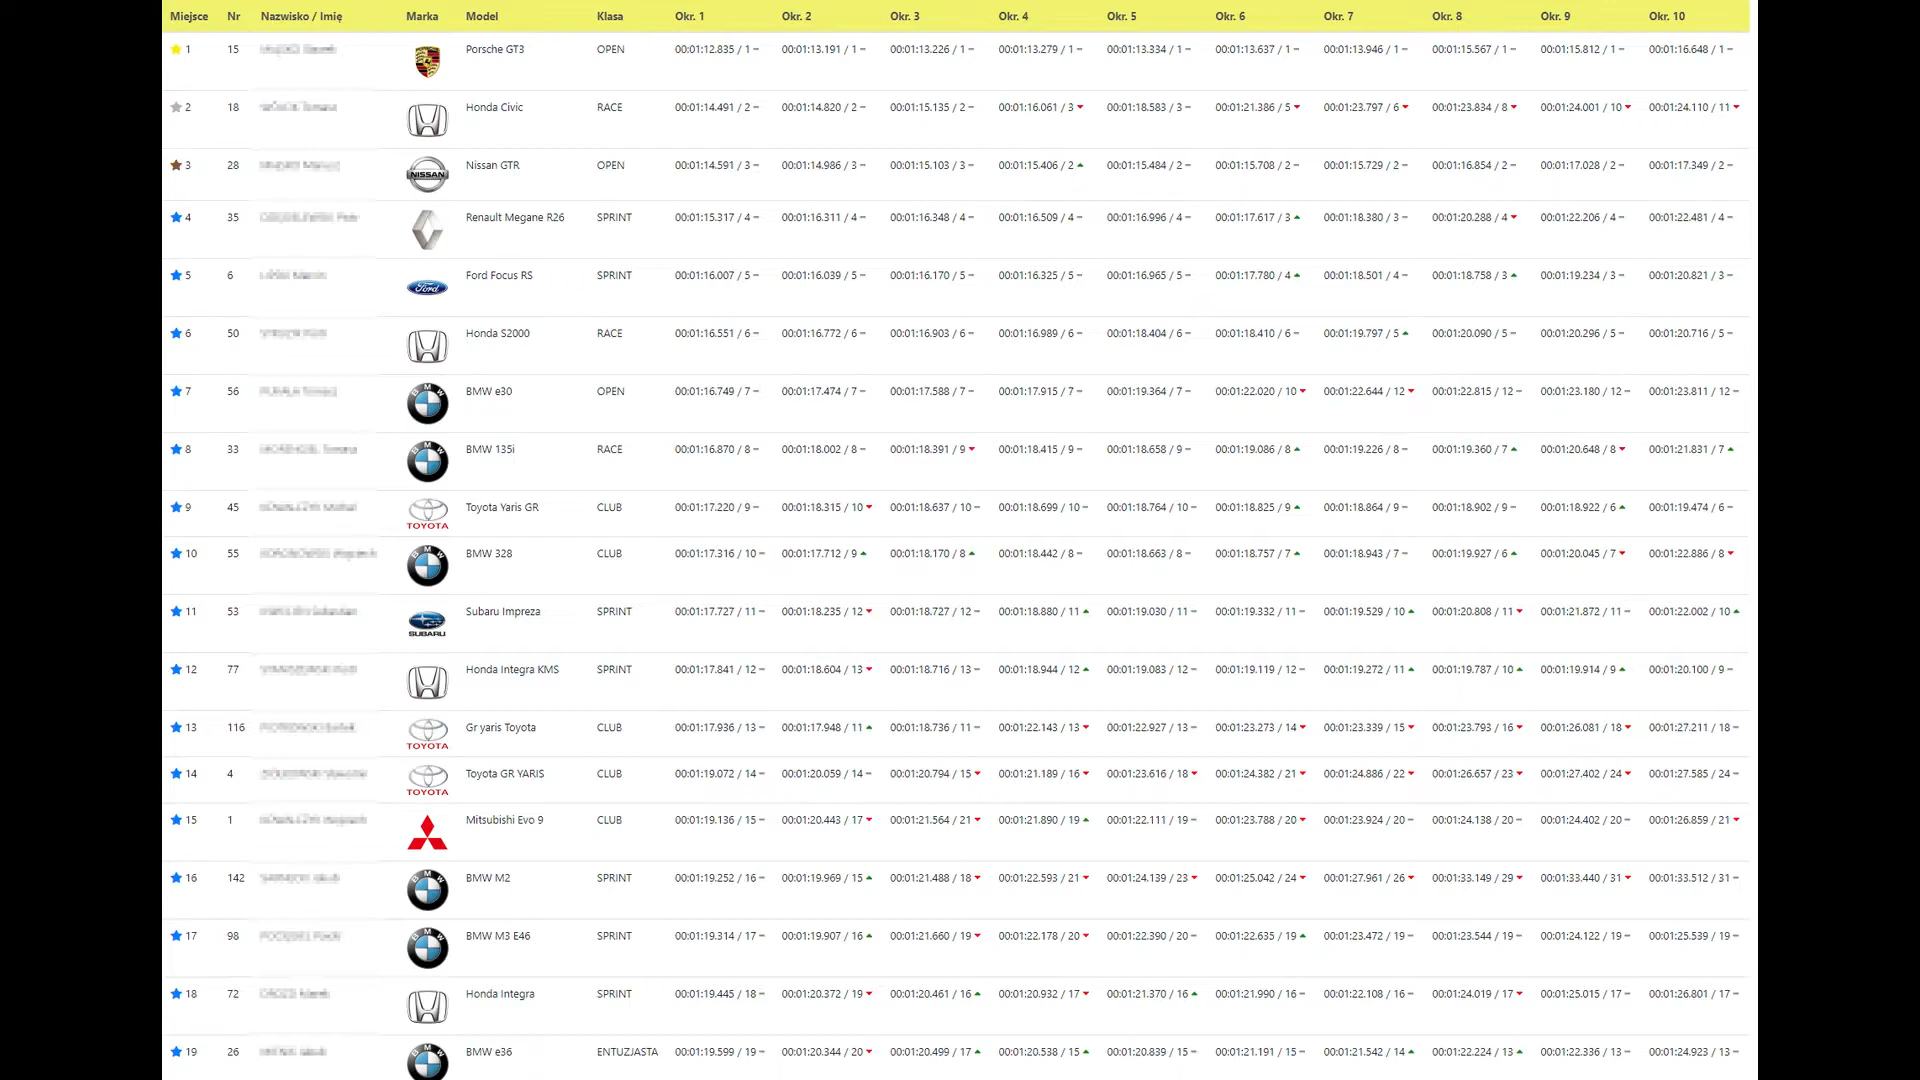 Miejsce Nr Nazwisko / Imię Marka Model Klasa Okr. 1 Okr. 2 Okr. 3 Okr. 4 Okr. 5 Okr. 6 Okr. 7 Okr. 8 Okr. 9 Okr. 10
1 15 Porsche GT3 OPEN 00:01:12.835 / 1 00:01:13.191 / 1 00:01:13.226 / 1 00:01:13.279 / 1 00:01:13.334 / 1 00:01:13.637 / 1 00:01:13.946 / 1 00:01:15.567 / 1 00:01:15.812 / 1 00:01:16.648 / 1
2 18 Honda Civic RACE 00:01:14.491 / 2 00:01:14.820 / 2 00:01:15.135 / 2 00:01:16.061 / 3 00:01:18.583 / 3 00:01:21.386 / 5 00:01:23.797 / 6 00:01:23.834 / 8 00:01:24.001 / 10 00:01:24.110 / 11
3 28 NISSAN Nissan GTR OPEN 00:01:14.591 / 3 00:01:14.986 / 3 00:01:15.103 / 3 00:01:15.406 / 2 00:01:15.484 / 2 00:01:15.708 / 2 00:01:15.729 / 2 00:01:16.854 / 2 00:01:17.028 / 2 00:01:17.349 / 2
4 35 Renault Megane R26 SPRINT 00:01:15.317 / 4 00:01:16.311 / 4 00:01:16.348 / 4 00:01:16.509 / 4 00:01:16.996 / 4 00:01:17.617 / 3 00:01:18.380 / 3 00:01:20.288 / 4 00:01:22.206 / 4 00:01:22.481 / 4
5 6 Ford Ford Focus RS SPRINT 00:01:16.007 / 5 00:01:16.039 / 5 00:01:16.170 / 5 00:01:16.325 / 5 00:01:16.965 / 5 00:01:17.780 / 4 00:01:18.501 / 4 00:01:18.758 / 3 00:01:19.234 / 3 00:01:20.821 / 3
6 50 Honda S2000 RACE 00:01:16.551 / 6 00:01:16.772 / 6 00:01:16.903 / 6 00:01:16.989 / 6 00:01:18.404 / 6 00:01:18.410 / 6 00:01:19.797 / 5 00:01:20.090 / 5 00:01:20.296 / 5 00:01:20.716 / 5
7 56 BMW BMW e30 OPEN 00:01:16.749 / 7 00:01:17.474 / 7 00:01:17.588 / 7 00:01:17.915 / 7 00:01:19.364 / 7 00:01:22.020 / 10 00:01:22.644 / 12 00:01:22.815 / 12 00:01:23.180 / 12 00:01:23.811 / 12
8 33 BMW BMW 135i RACE 00:01:16.870 / 8 00:01:18.002 / 8 00:01:18.391 / 9 00:01:18.415 / 9 00:01:18.658 / 9 00:01:19.086 / 8 00:01:19.226 / 8 00:01:19.360 / 7 00:01:20.648 / 8 00:01:21.831 / 7
9 45 TOYOTA Toyota Yaris GR CLUB 00:01:17.220 / 9 00:01:18.315 / 10 00:01:18.637 / 10 00:01:18.699 / 10 00:01:18.764 / 10 00:01:18.825 / 9 00:01:18.864 / 9 00:01:18.902 / 9 00:01:18.922 / 6 00:01:19.474 / 6
10 55 BMW BMW 328 CLUB 00:01:17.316 / 10 00:01:17.712 / 9 00:01:18.170 / 8 00:01:18.442 / 8 00:01:18.663 / 8 00:01:18.757 / 7 00:01:18.943 / 7 00:01:19.927 / 6 00:01:20.045 / 7 00:01:22.886 / 8
11 53 SUBARU Subaru Impreza SPRINT 00:01:17.727 / 11 00:01:18.235 / 12 00:01:18.727 / 12 00:01:18.880 / 11 00:01:19.030 / 11 00:01:19.332 / 11 00:01:19.529 / 10 00:01:20.808 / 11 00:01:21.872 / 11 00:01:22.002 / 10
12 77 Honda Integra KMS SPRINT 00:01:17.841 / 12 00:01:18.604 / 13 00:01:18.716 / 13 00:01:18.944 / 12 00:01:19.083 / 12 00:01:19.119 / 12 00:01:19.272 / 11 00:01:19.787 / 10 00:01:19.914 / 9 00:01:20.100 / 9
13 116 TOYOTA Gr yaris Toyota CLUB 00:01:17.936 / 13 00:01:17.948 / 11 00:01:18.736 / 11 00:01:22.143 / 13 00:01:22.927 / 13 00:01:23.273 / 14 00:01:23.339 / 15 00:01:23.793 / 16 00:01:26.081 / 18 00:01:27.211 / 18
14 4 TOYOTA Toyota GR YARIS CLUB 00:01:19.072 / 14 00:01:20.059 / 14 00:01:20.794 / 15 00:01:21.189 / 16 00:01:23.616 / 18 00:01:24.382 / 21 00:01:24.886 / 22 00:01:26.657 / 23 00:01:27.402 / 24 00:01:27.585 / 24
15 1 Mitsubishi Evo 9 CLUB 00:01:19.136 / 15 00:01:20.443 / 17 00:01:21.564 / 21 00:01:21.890 / 19 00:01:22.111 / 19 00:01:23.788 / 20 00:01:23.924 / 20 00:01:24.138 / 20 00:01:24.402 / 20 00:01:26.859 / 21
16 142 BMW BMW M2 SPRINT 00:01:19.252 / 16 00:01:19.969 / 15 00:01:21.488 / 18 00:01:22.593 / 21 00:01:24.139 / 23 00:01:25.042 / 24 00:01:27.961 / 26 00:01:33.149 / 29 00:01:33.440 / 31 00:01:33.512 / 31
17 98 BMW BMW M3 E46 SPRINT 00:01:19.314 / 17 00:01:19.907 / 16 00:01:21.660 / 19 00:01:22.178 / 20 00:01:22.390 / 20 00:01:22.635 / 19 00:01:23.472 / 19 00:01:23.544 / 19 00:01:24.122 / 19 00:01:25.539 / 19
18 72 Honda Integra SPRINT 00:01:19.445 / 18 00:01:20.372 / 19 00:01:20.461 / 16 00:01:20.932 / 17 00:01:21.370 / 16 00:01:21.990 / 16 00:01:22.108 / 16 00:01:24.019 / 17 00:01:25.015 / 17 00:01:26.801 / 17
19 26 BMW BMW e36 ENTUZJASTA 00:01:19.599 / 19 00:01:20.344 / 20 00:01:20.499 / 17 00:01:20.538 / 15 00:01:20.839 / 15 00:01:21.191 / 15 00:01:21.542 / 14 00:01:22.224 / 13 00:01:22.336 / 13 00:01:24.923 / 13